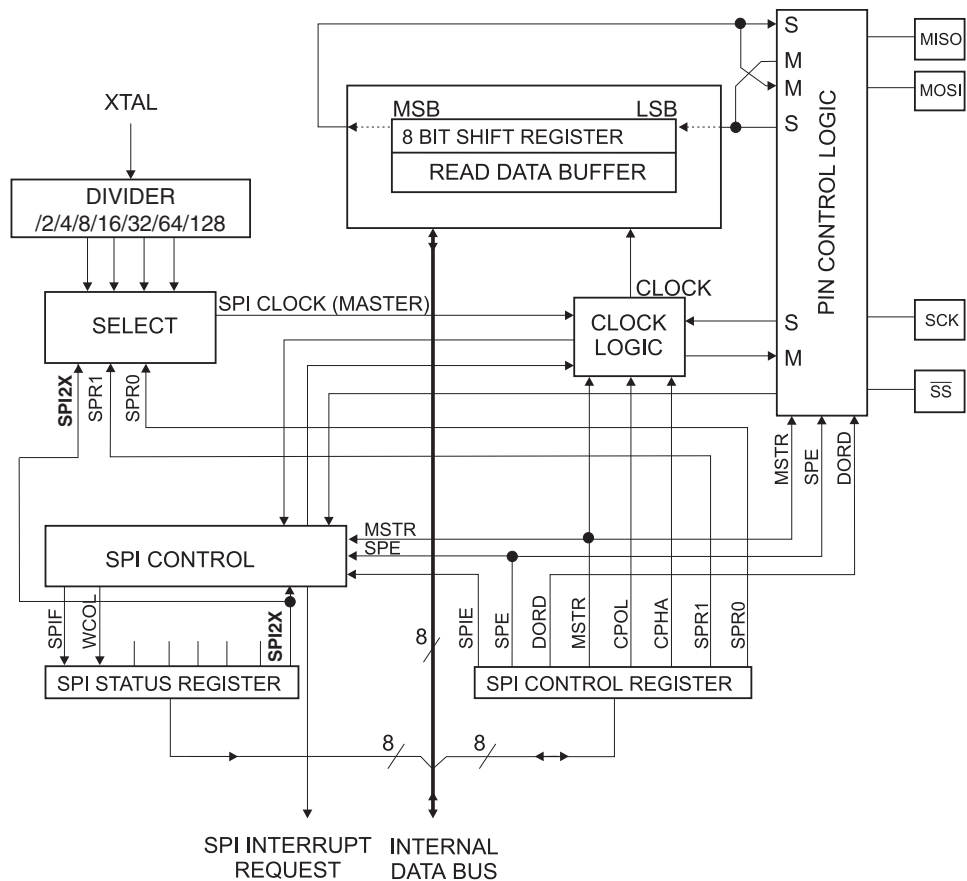 S
MISO
M
M
MOSI
XTAL
MSB
LSB
S
8 BIT SHIFT REGISTER
READ DATA BUFFER
DIVIDER
/2/4/8/16/32/64/128
PIN CONTROL LOGIC
SPI CLOCK (MASTER)
CLOCK
SELECT
CLOCK
LOGIC
S
M
SCK
SS
SPI2X
SPR1
SPR0
MSTR
SPE
DORD
MSTR
SPE
SPI CONTROL
SPIF
WCOL
SPI2X
8
SPIE
SPE
DORD
MSTR
CPOL
CPHA
SPR1
SPR0
SPI STATUS REGISTER
SPI CONTROL REGISTER
8
8
SPI INTERRUPT
REQUEST
INTERNAL
DATA BUS